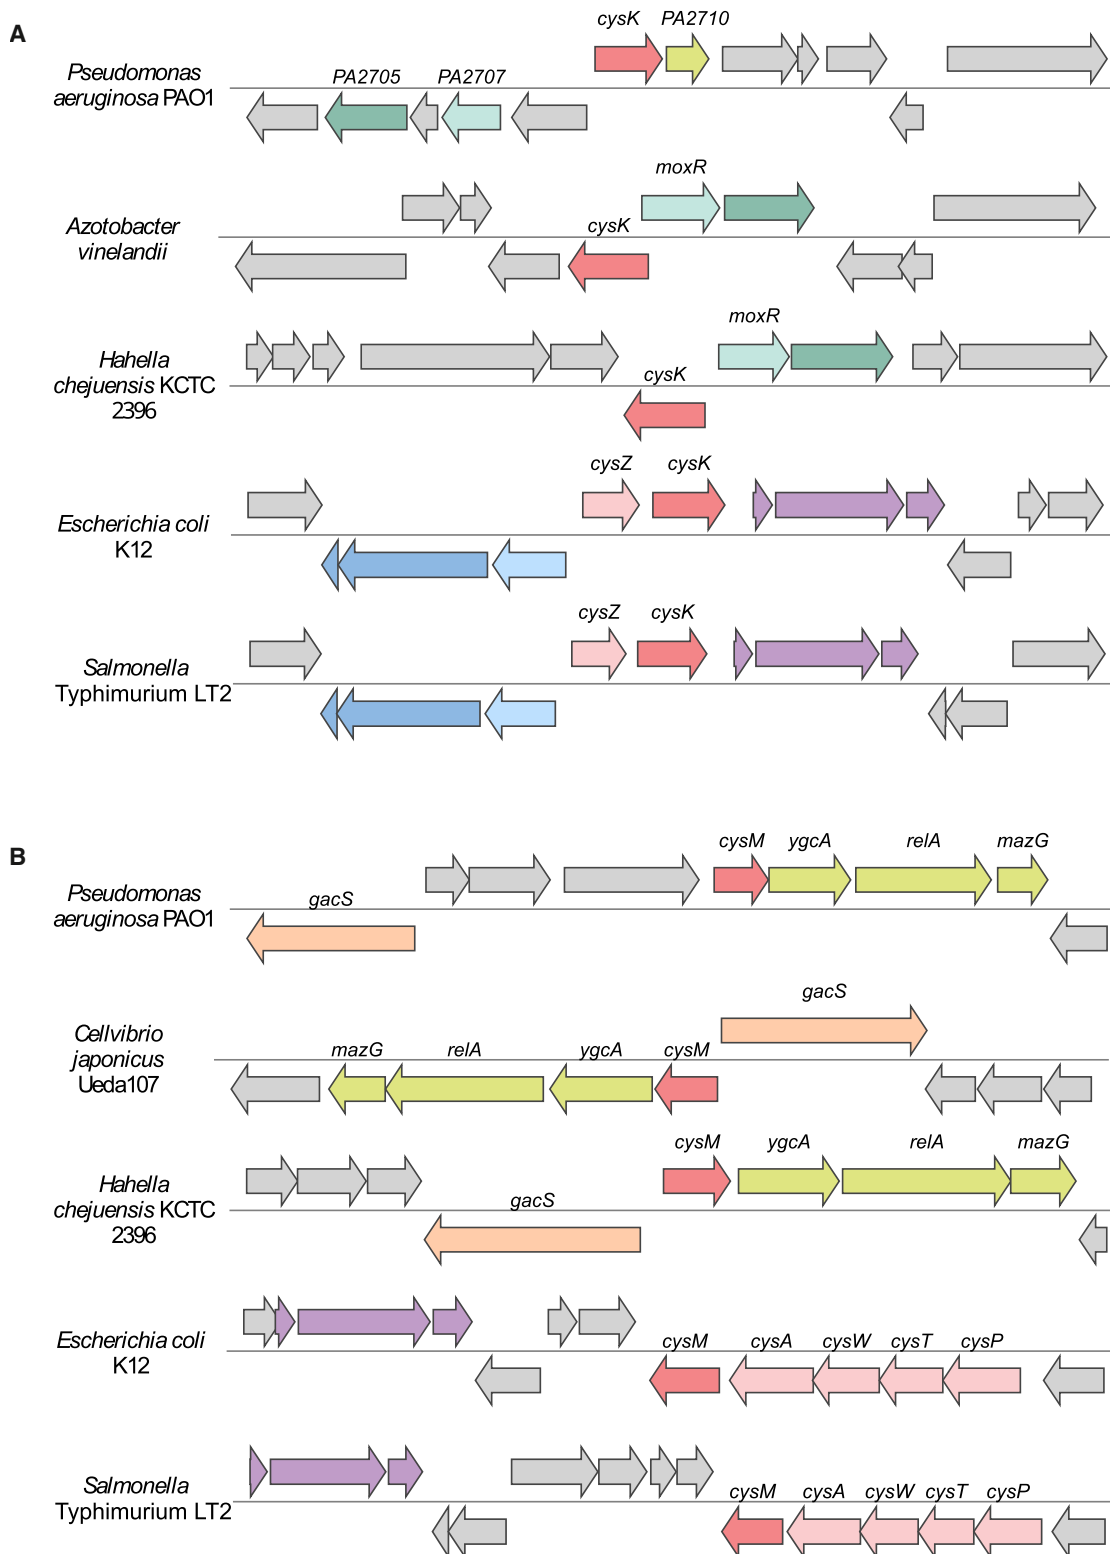 A
cysK PA2710
Pseudomonas
aeruginosa PAO1
PA2705 PA2707
moxR
Azotobacter
vinelandii
cysK
moxR
Hahella
chejuensis KCTC
2396
cysK
cysZ cysK
Escherichia coli
K12
cysZ cysK
Salmonella
Typhimurium LT2
B
cysM ygcA relA mazG
Pseudomonas
aeruginosa PAO1
gacS
gacS
Cellvibrio
japonicus
Ueda107
mazG relA ygcA cysM
cysM ygcA relA mazG
Hahella
chejuensis KCTC
2396
gacS
Escherichia coli
K12
cysM cysA cysW cysT cysP
Salmonella
Typhimurium LT2
cysM cysA cysW cysT cysP